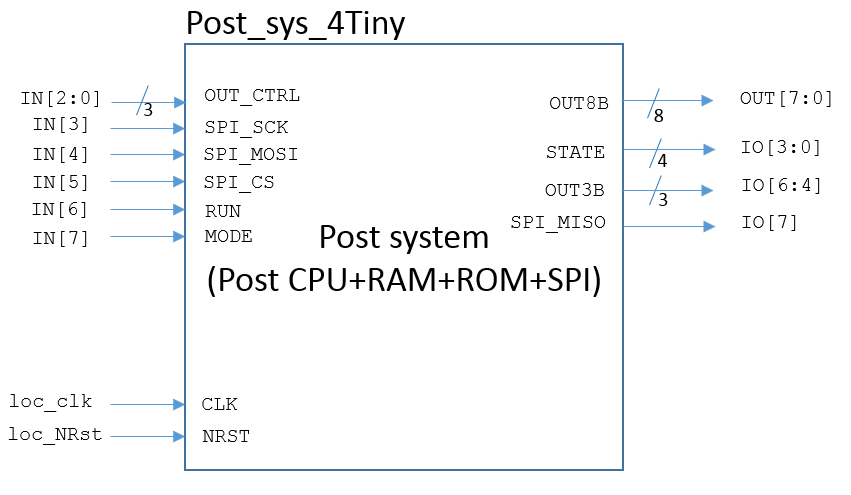 Post_sys_4Tiny
IN[2:0] 3 OUT_CTRL OUT8B 8 OUT[7:0]
IN[3] SPI_SCK
IN[4] SPI_MOSI STATE 4 IO[3:0]
IN[5] SPI_CS OUT3B 3 IO[6:4]
IN[6] RUN SPI_MISO IO[7]
IN[7] MODE
Post system
(Post CPU+RAM+ROM+SPI)
loc_clk CLK
loc_NRst NRST